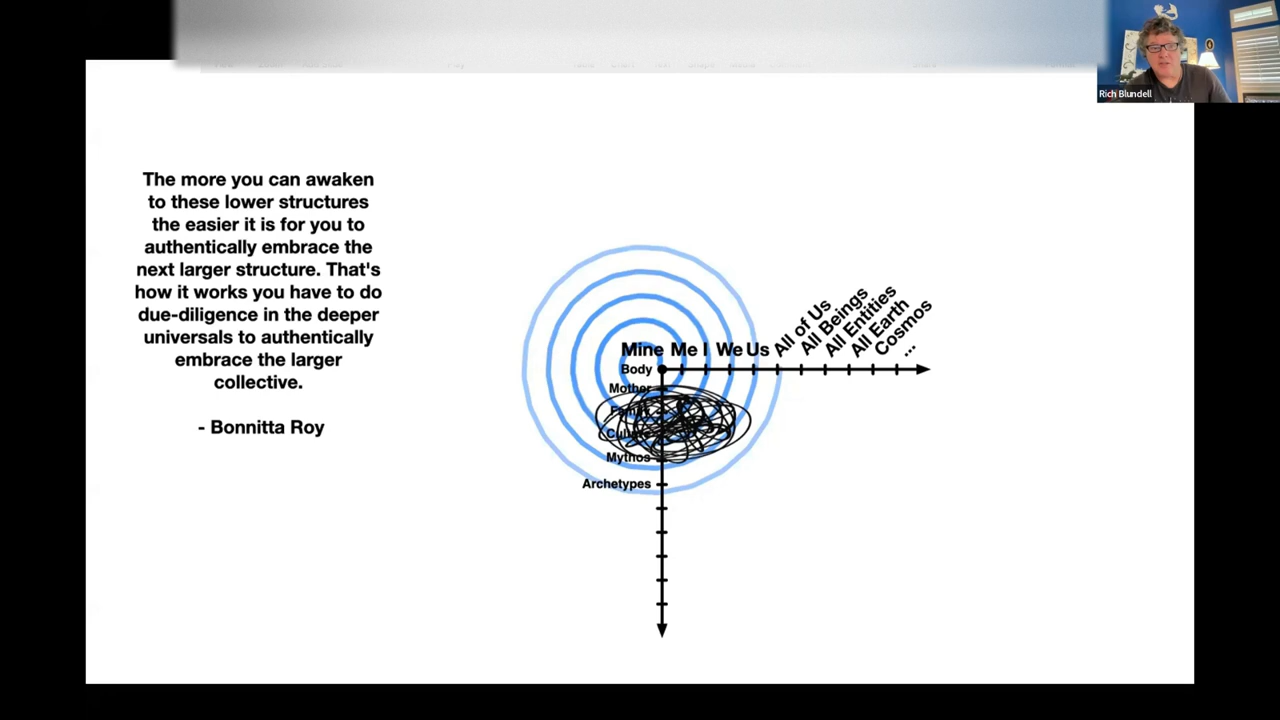 Rich Blundell
The more you can awaken
to these lower structures
the easier it is for you to
authentically embrace the
next larger structure. That's
how it works you have to do
due-diligence in the deeper
universals to authentically
embrace the larger
collective.
- Bonnitta Roy
Mine Me I We Us All of Us All Beings All Entities All Earth Cosmos ...
Body
Mother
Family
Culture
Mythos
Archetypes